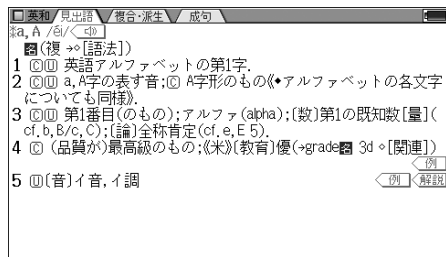 英和 見出語 複合・派生 成句
*a, A /éi/
名(複 →◇[語法])
1 ⒸⓊ 英語アルファベットの第1字.
2 ⒸⓊ a, A字の表す音;Ⓒ A字形のもの《◆アルファベットの各文字
についても同様》.
3 ⒸⓊ 第1番目(のもの);アルファ(alpha);〔数〕第1の既知数[量](
cf. b, B/c, C);〔論〕全称肯定(cf. e, E 5).
4 Ⓒ (品質が)最高級のもの;《米》〔教育〕優(→grade名 3d ◇[関連])
例
5 Ⓤ〔音〕イ音, イ調 例 解説